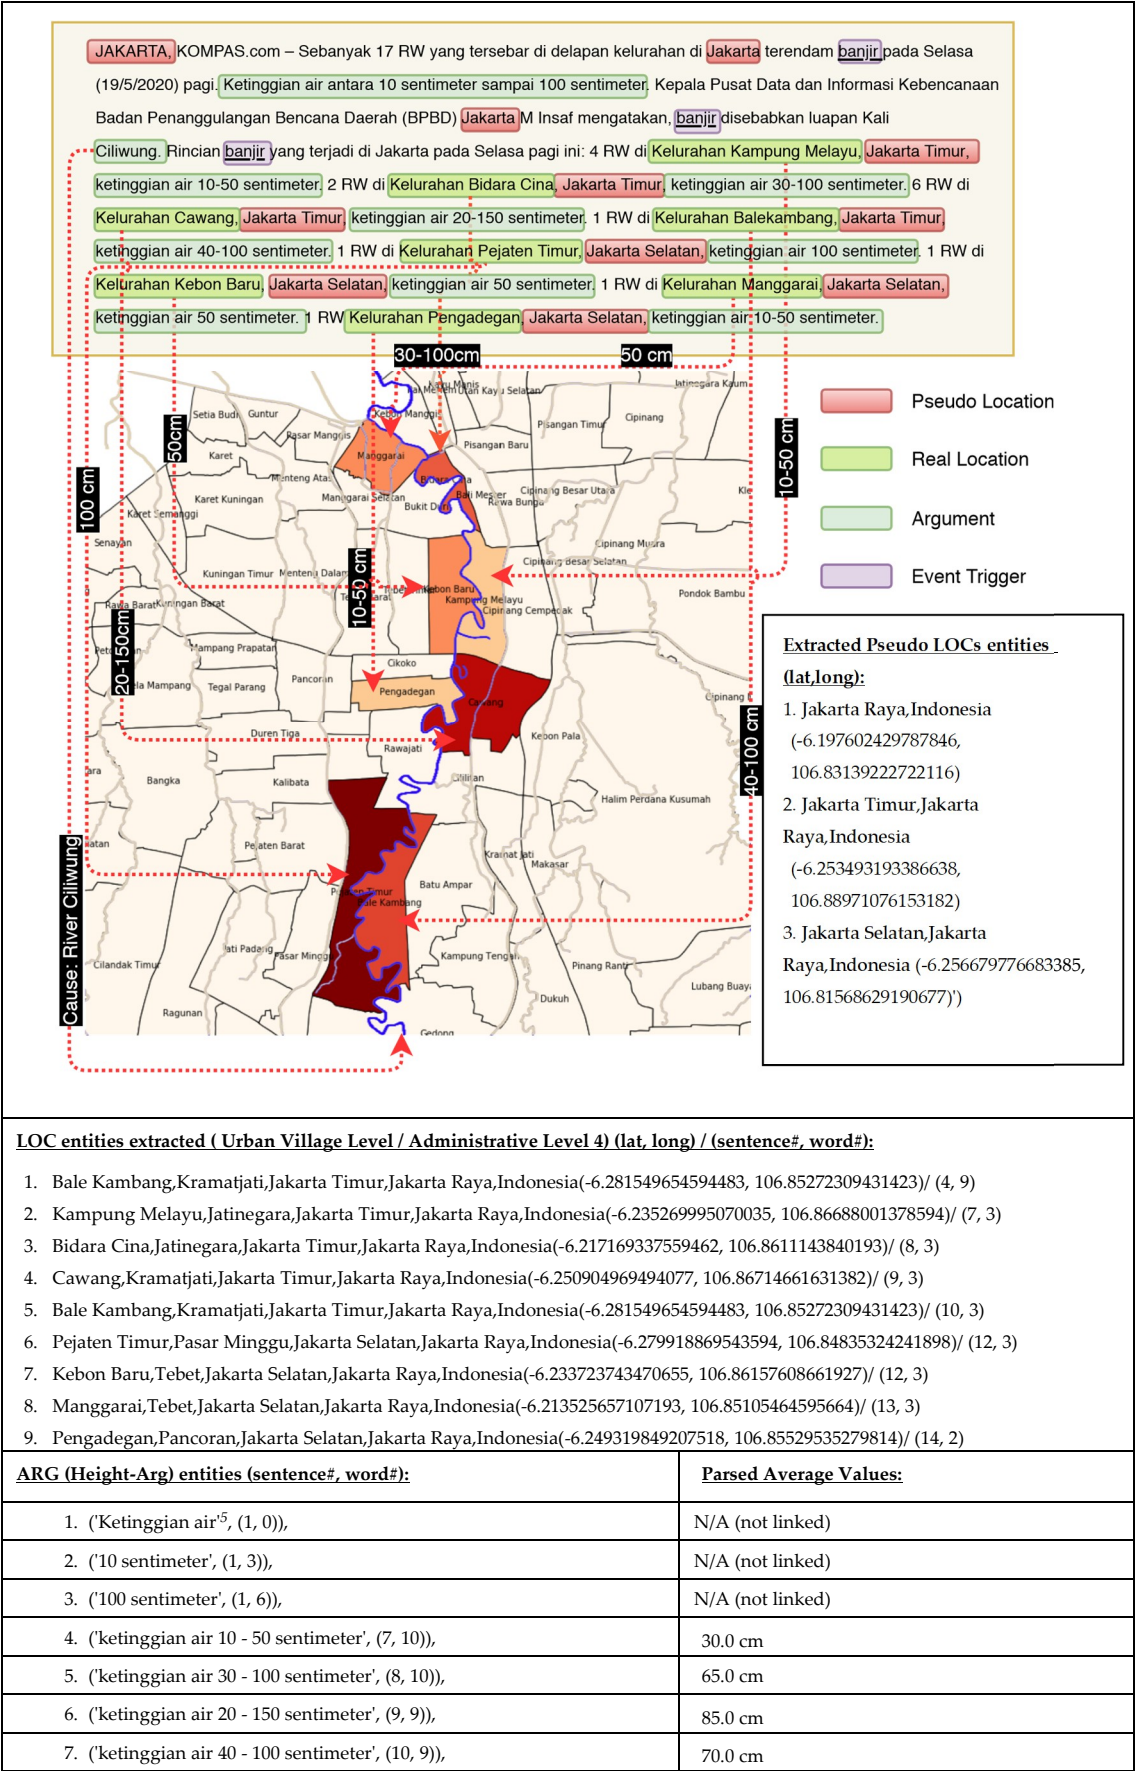 JAKARTA, KOMPAS.com – Sebanyak 17 RW yang tersebar di delapan kelurahan di Jakarta terendam banjir pada Selasa
(19/5/2020) pagi. Ketinggian air antara 10 sentimeter sampai 100 sentimeter. Kepala Pusat Data dan Informasi Kebencanaan
Badan Penanggulangan Bencana Daerah (BPBD) Jakarta M Insaf mengatakan, banjir disebabkan luapan Kali
Ciliwung. Rincian banjir yang terjadi di Jakarta pada Selasa pagi ini: 4 RW di Kelurahan Kampung Melayu, Jakarta Timur,
ketinggian air 10-50 sentimeter. 2 RW di Kelurahan Bidara Cina, Jakarta Timur, ketinggian air 30-100 sentimeter. 6 RW di
Kelurahan Cawang, Jakarta Timur, ketinggian air 20-150 sentimeter. 1 RW di Kelurahan Balekambang, Jakarta Timur,
ketinggian air 40-100 sentimeter. 1 RW di Kelurahan Pejaten Timur, Jakarta Selatan, ketinggian air 100 sentimeter. 1 RW di
Kelurahan Kebon Baru, Jakarta Selatan, ketinggian air 50 sentimeter. 1 RW di Kelurahan Manggarai, Jakarta Selatan,
ketinggian air 50 sentimeter. 1 RW Kelurahan Pengadegan, Jakarta Selatan, ketinggian air 10-50 sentimeter.
30-100cm
50 cm
50cm
100 cm
10-50 cm
10-50 cm
20-150cm
40-100 cm
Cause: River Ciliwung
Kayu Manis
Utan Kayu Selatan
Jatinegara Kaum
Setia Budi
Guntur
Kebon Manggis
Pisangan Timur
Cipinang
Pasar Manggis
Pisangan Baru
Karet
Manggarai
Menteng Atas
Bidara Cina
Karet Kuningan
Manggarai Selatan
Bali Mester
Cipinang Besar Utara
Rawa Bunga
Karet Semanggi
Bukit Duri
Senayan
Cipinang Muara
Cipinang Besar Selatan
Kuningan Timur
Menteng Dalam
Kebon Baru
Kampung Melayu
Pondok Bambu
Rawa Barat
Kuningan Barat
Cipinang Cempedak
Mampang Prapatan
Cikoko
Pancoran
Pela Mampang
Tegal Parang
Pengadegan
Cawang
Duren Tiga
Rawajati
Kebon Pala
Bangka
Kalibata
Cililitan
Halim Perdana Kusumah
Pejaten Barat
Kramat Jati
Makasar
Pejaten Timur
Batu Ampar
Bale Kambang
Jati Padang
Pasar Minggu
Kampung Tengah
Pinang Ranti
Cilandak Timur
Lubang Buaya
Dukuh
Ragunan
Gedong
Pseudo Location
Real Location
Argument
Event Trigger
Extracted Pseudo LOCs entities
(lat,long):
1. Jakarta Raya,Indonesia
(-6.197602429787846,
106.83139222722116)
2. Jakarta Timur,Jakarta
Raya,Indonesia
(-6.253493193386638,
106.88971076153182)
3. Jakarta Selatan,Jakarta
Raya,Indonesia (-6.256679776683385,
106.81568629190677)')
LOC entities extracted ( Urban Village Level / Administrative Level 4) (lat, long) / (sentence#, word#):
1. Bale Kambang,Kramatjati,Jakarta Timur,Jakarta Raya,Indonesia(-6.281549654594483, 106.85272309431423)/ (4, 9)
2. Kampung Melayu,Jatinegara,Jakarta Timur,Jakarta Raya,Indonesia(-6.235269995070035, 106.86688001378594)/ (7, 3)
3. Bidara Cina,Jatinegara,Jakarta Timur,Jakarta Raya,Indonesia(-6.217169337559462, 106.8611143840193)/ (8, 3)
4. Cawang,Kramatjati,Jakarta Timur,Jakarta Raya,Indonesia(-6.250904969494077, 106.86714661631382)/ (9, 3)
5. Bale Kambang,Kramatjati,Jakarta Timur,Jakarta Raya,Indonesia(-6.281549654594483, 106.85272309431423)/ (10, 3)
6. Pejaten Timur,Pasar Minggu,Jakarta Selatan,Jakarta Raya,Indonesia(-6.279918869543594, 106.84835324241898)/ (12, 3)
7. Kebon Baru,Tebet,Jakarta Selatan,Jakarta Raya,Indonesia(-6.233723743470655, 106.86157608661927)/ (12, 3)
8. Manggarai,Tebet,Jakarta Selatan,Jakarta Raya,Indonesia(-6.213525657107193, 106.85105464595664)/ (13, 3)
9. Pengadegan,Pancoran,Jakarta Selatan,Jakarta Raya,Indonesia(-6.249319849207518, 106.85529535279814)/ (14, 2)
ARG (Height-Arg) entities (sentence#, word#):
Parsed Average Values:
1. ('Ketinggian air'5, (1, 0)),
N/A (not linked)
2. ('10 sentimeter', (1, 3)),
N/A (not linked)
3. ('100 sentimeter', (1, 6)),
N/A (not linked)
4. ('ketinggian air 10 - 50 sentimeter', (7, 10)),
30.0 cm
5. ('ketinggian air 30 - 100 sentimeter', (8, 10)),
65.0 cm
6. ('ketinggian air 20 - 150 sentimeter', (9, 9)),
85.0 cm
7. ('ketinggian air 40 - 100 sentimeter', (10, 9)),
70.0 cm